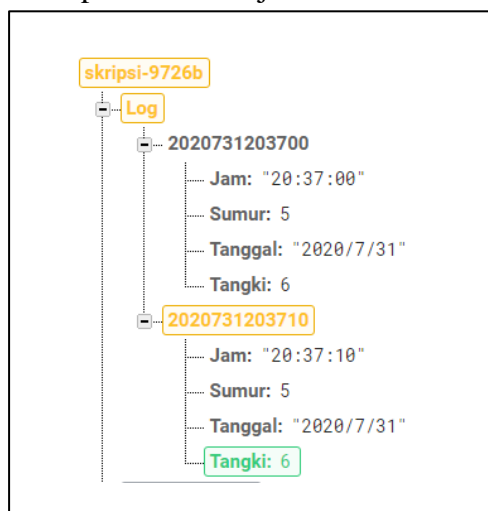 skripsi-9726b
Log
2020731203700
Jam: "20:37:00"
Sumur: 5
Tanggal: "2020/7/31"
Tangki: 6
2020731203710
Jam: "20:37:10"
Sumur: 5
Tanggal: "2020/7/31"
Tangki: 6